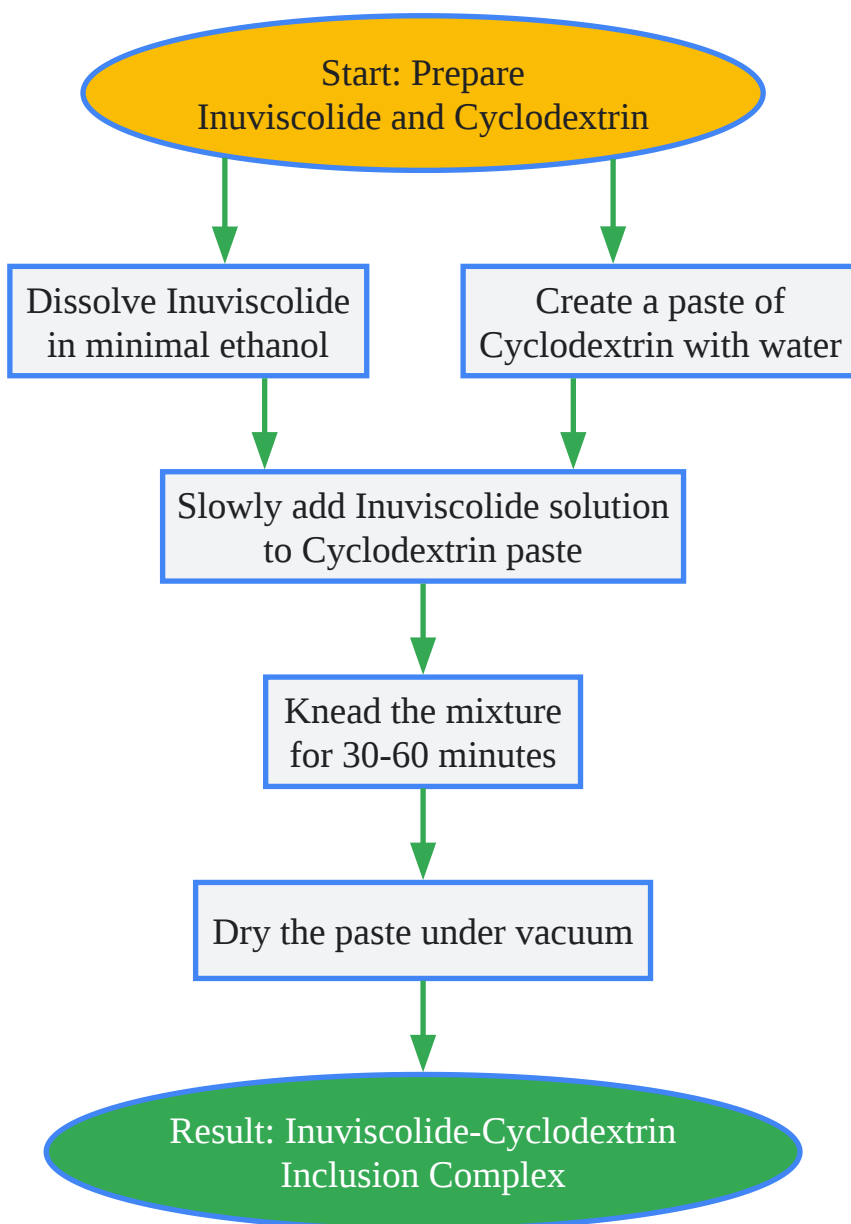 Start: Prepare
Inuviscolide and Cyclodextrin
Dissolve Inuviscolide
in minimal ethanol
Create a paste of
Cyclodextrin with water
Slowly add Inuviscolide solution
to Cyclodextrin paste
Knead the mixture
for 30-60 minutes
Dry the paste under vacuum
Result: Inuviscolide-Cyclodextrin
Inclusion Complex